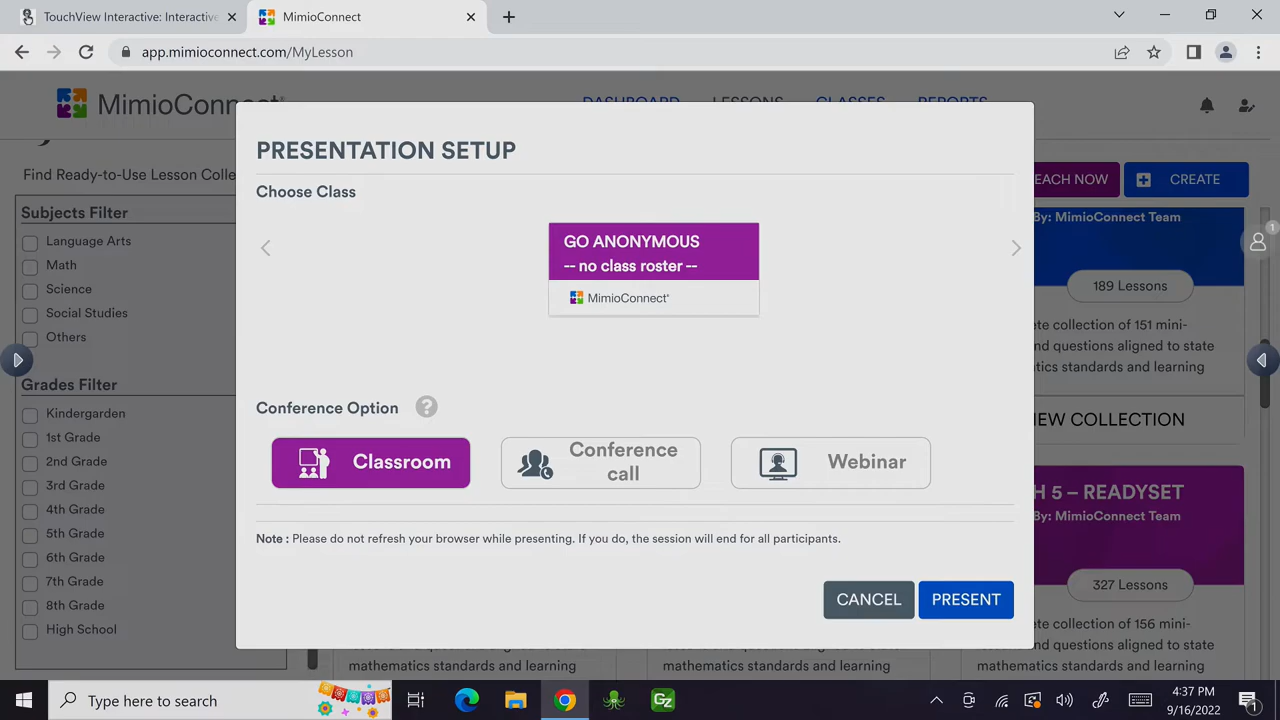 TouchView Interactive: Interactive
MimioConnect
app.mimioconnect.com/MyLesson
MimioConnect
DASHBOARD
LESSONS
CLASSES
REPORTS
Find Ready-to-Use Lesson Colle
EACH NOW
CREATE
Subjects Filter
Language Arts
Math
Science
Social Studies
Others
Grades Filter
Kindergarden
1st Grade
2nd Grade
3rd Grade
4th Grade
5th Grade
6th Grade
7th Grade
8th Grade
High School
PRESENTATION SETUP
Choose Class
GO ANONYMOUS
-- no class roster --
MimioConnect
Conference Option ?
Classroom
Conference
call
Webinar
Note : Please do not refresh your browser while presenting. If you do, the session will end for all participants.
CANCEL
PRESENT
By: MimioConnect Team
189 Lessons
ete collection of 151 mini-
and questions aligned to state
matics standards and learning
IEW COLLECTION
H 5 – READYSET
By: MimioConnect Team
327 Lessons
ete collection of 156 mini-
and questions aligned to state
mathematics standards and learning
mathematics standards and learning
mathematics standards and learning
1
Type here to search
GZ
4:37 PM
9/16/2022
1